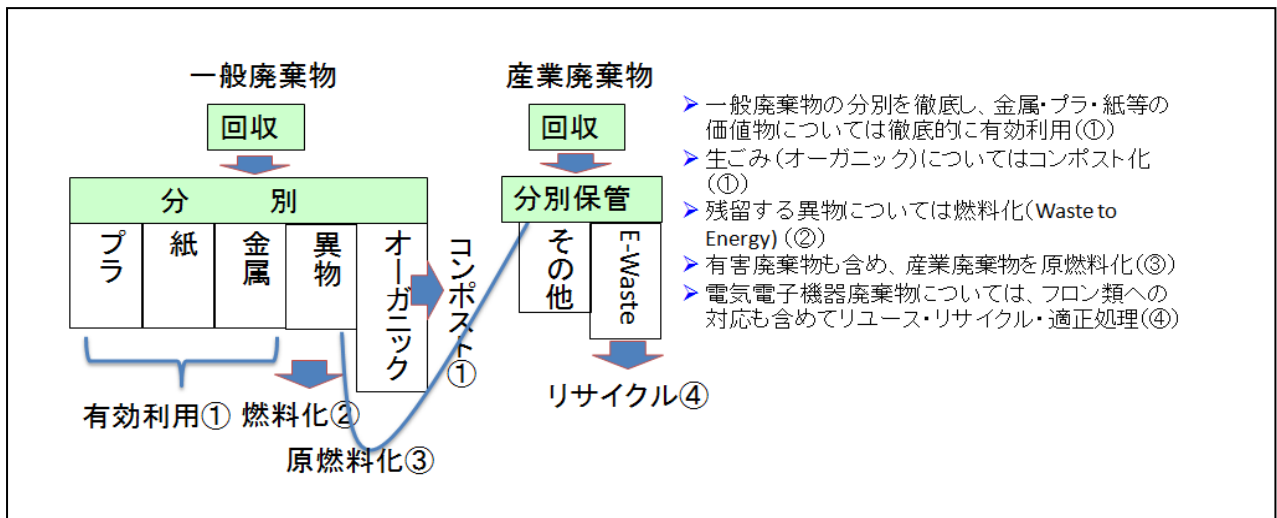 一般廃棄物
回収
分　別
プラ
紙
金属
異物
オーガニック
コンポスト①
有効利用①
燃料化②
原燃料化③
産業廃棄物
回収
分別保管
その他
E-Waste
リサイクル④
➢ 一般廃棄物の分別を徹底し、金属・プラ・紙等の
価値物については徹底的に有効利用(①)
➢ 生ごみ(オーガニック)についてはコンポスト化
(①)
➢ 残留する異物については燃料化(Waste to
Energy) (②)
➢ 有害廃棄物も含め、産業廃棄物を原燃料化(③)
➢ 電気電子機器廃棄物については、フロン類への
対応も含めてリユース・リサイクル・適正処理(④)